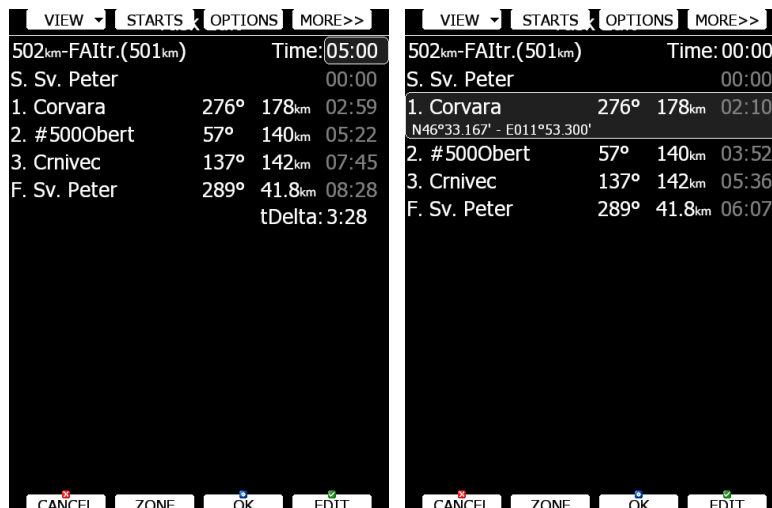 VIEW STARTS OPTIONS MORE>>
502km-FAItr.(501km) Time: 05:00
S. Sv. Peter 00:00
1. Corvara 276° 178km 02:59
2. #500Obert 57° 140km 05:22
3. Crnivec 137° 142km 07:45
F. Sv. Peter 289° 41.8km 08:28
tDelta: 3:28
CANCEL ZONE OK EDIT
VIEW STARTS OPTIONS MORE>>
502km-FAItr.(501km) Time: 00:00
S. Sv. Peter 00:00
1. Corvara 276° 178km 02:10
N46°33.167' - E011°53.300'
2. #500Obert 57° 140km 03:52
3. Crnivec 137° 142km 05:36
F. Sv. Peter 289° 41.8km 06:07
CANCEL ZONE OK EDIT